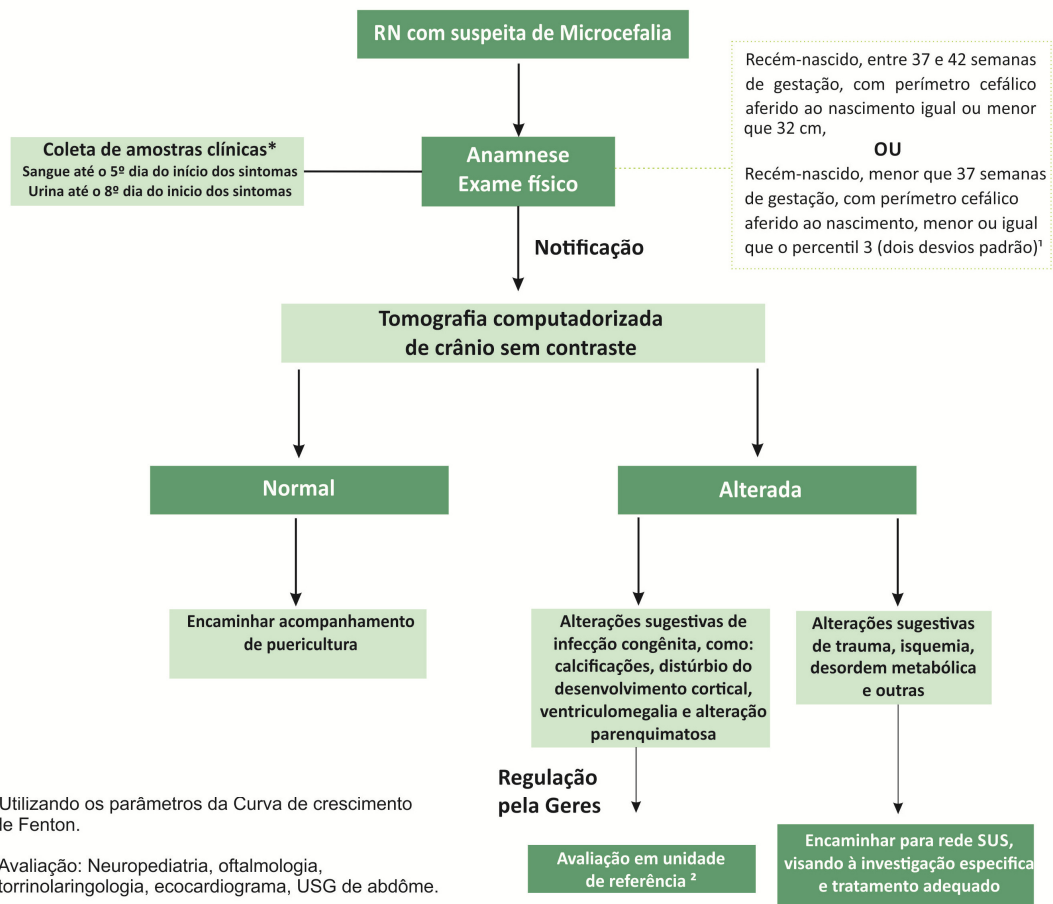 RN com suspeita de Microcefalia
Recém-nascido, entre 37 e 42 semanas
de gestação, com perímetro cefálico
aferido ao nascimento igual ou menor
que 32 cm,
OU
Recém-nascido, menor que 37 semanas
de gestação, com perímetro cefálico
aferido ao nascimento, menor ou igual
que o percentil 3 (dois desvios padrão)¹
Coleta de amostras clínicas*
Sangue até o 5º dia do início dos sintomas
Urina até o 8º dia do inicio dos sintomas
Anamnese
Exame físico
Notificação
Tomografia computadorizada
de crânio sem contraste
Normal
Alterada
Encaminhar acompanhamento
de puericultura
Alterações sugestivas de
infecção congênita, como:
calcificações, distúrbio do
desenvolvimento cortical,
ventriculomegalia e alteração
parenquimatosa
Alterações sugestivas
de trauma, isquemia,
desordem metabólica
e outras
Regulação
pela Geres
Avaliação em unidade
de referência ²
Encaminhar para rede SUS,
visando à investigação especifica
e tratamento adequado
Utilizando os parâmetros da Curva de crescimento
de Fenton.
Avaliação: Neuropediatria, oftalmologia,
torrinolaringologia, ecocardiograma, USG de abdôme.